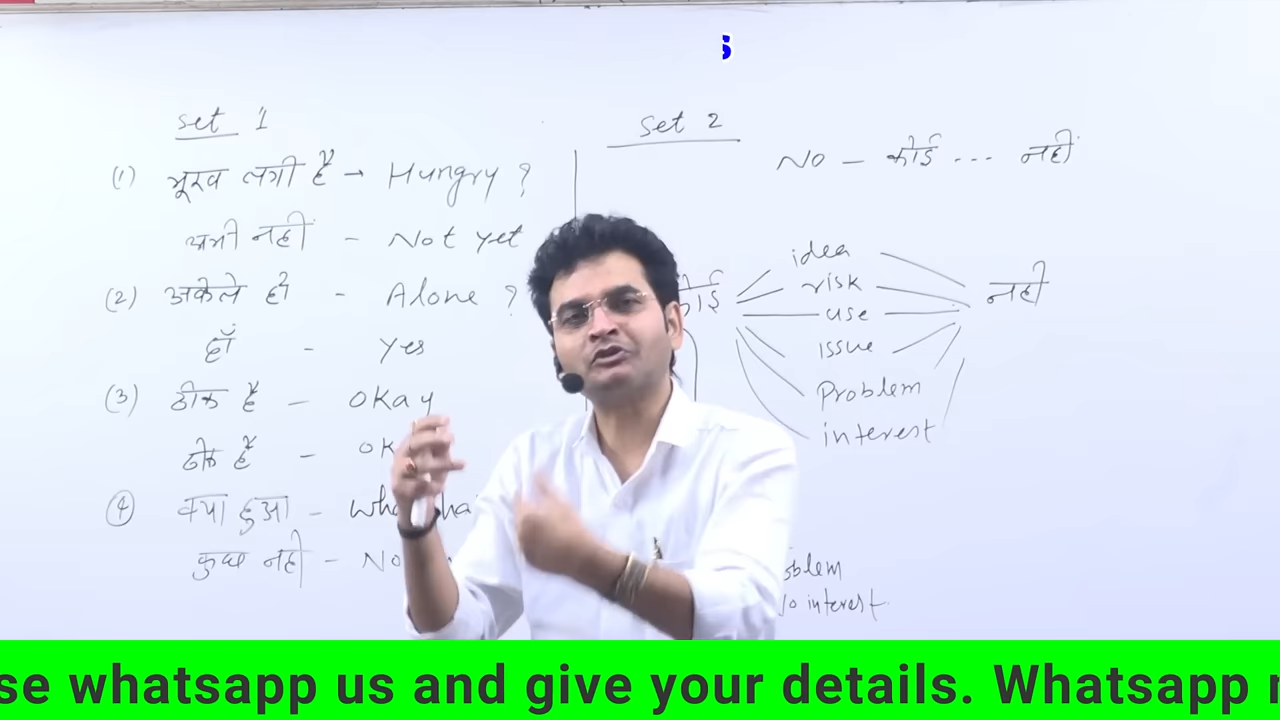 Set 1
(1) भूख लगी है → Hungry ?
अभी नहीं - Not yet
(2) अकेले हो - Alone ?
हाँ - Yes
(3) ठीक है - okay
ठीक है - ok
(4) क्या हुआ -
कुछ नहीं - No
Set 2
No - कोई ... नहीं
कोई
idea
risk
use
issue
Problem
interest
नहीं
interest
se whatsapp us and give your details. Whatsapp